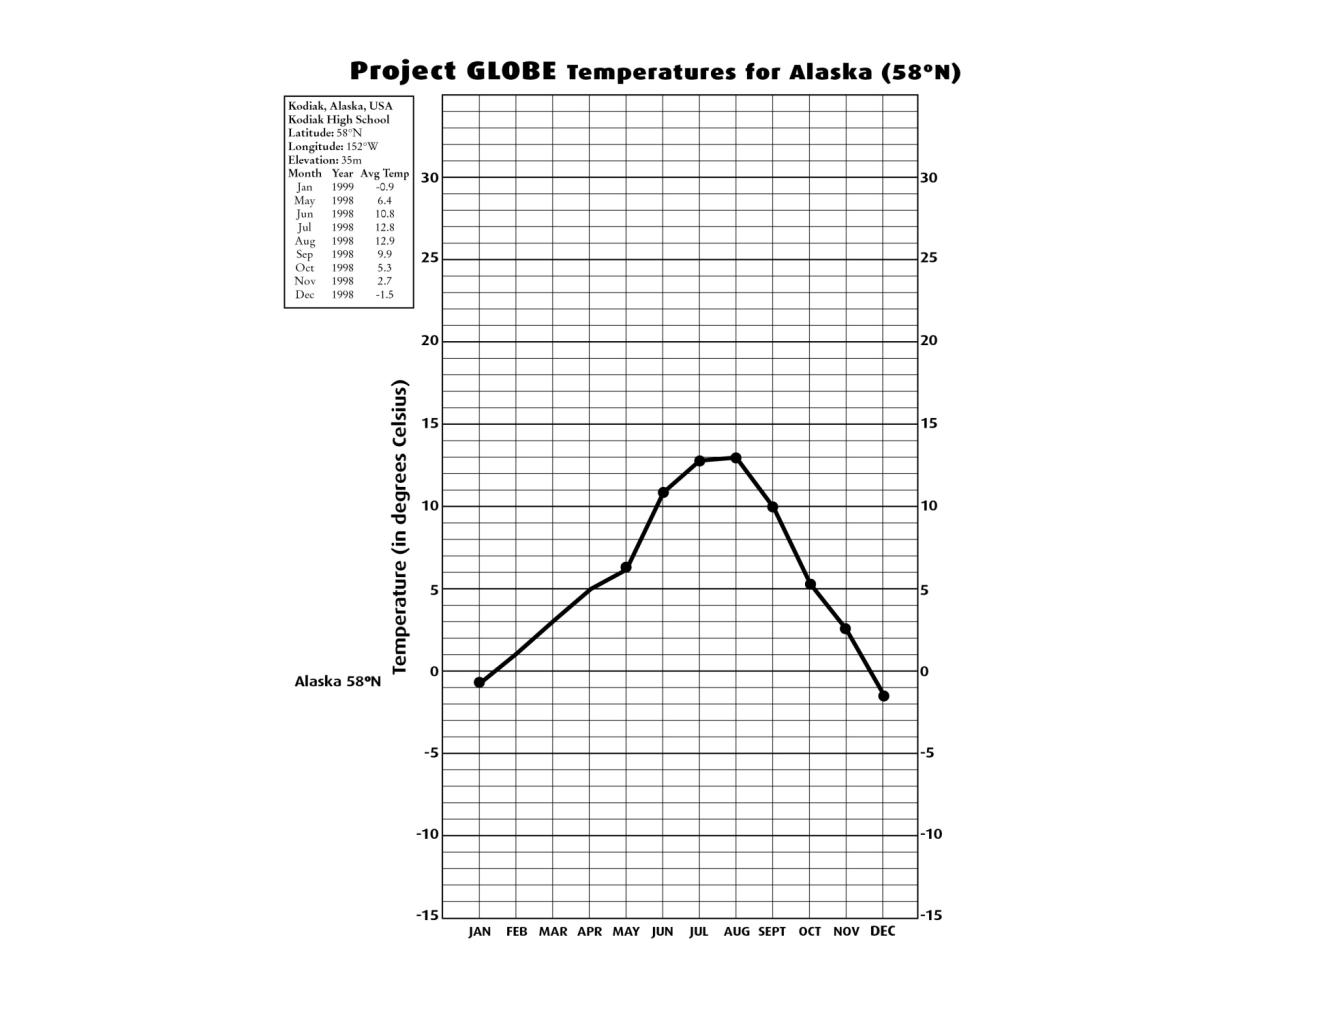 Project GLOBE Temperatures for Alaska (58ºN)
Kodiak, Alaska, USA
Kodiak High School
Latitude: 58°N
Longitude: 152°W
Elevation: 35m
Month Year Avg Temp
Jan 1999 -0.9
May 1998 6.4
Jun 1998 10.8
Jul 1998 12.8
Aug 1998 12.9
Sep 1998 9.9
Oct 1998 5.3
Nov 1998 2.7
Dec 1998 -1.5
Temperature (in degrees Celsius)
Alaska 58ºN
30 30
25 25
20 20
15 15
10 10
5 5
0 0
-5 -5
-10 -10
-15 -15
JAN FEB MAR APR MAY JUN JUL AUG SEPT OCT NOV DEC